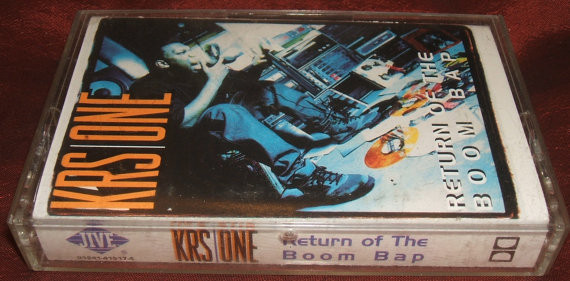 KRS|ONE
RETURN OF THE
BOOM BAP
JIVE
KRS|ONE
Return of The
Boom Bap